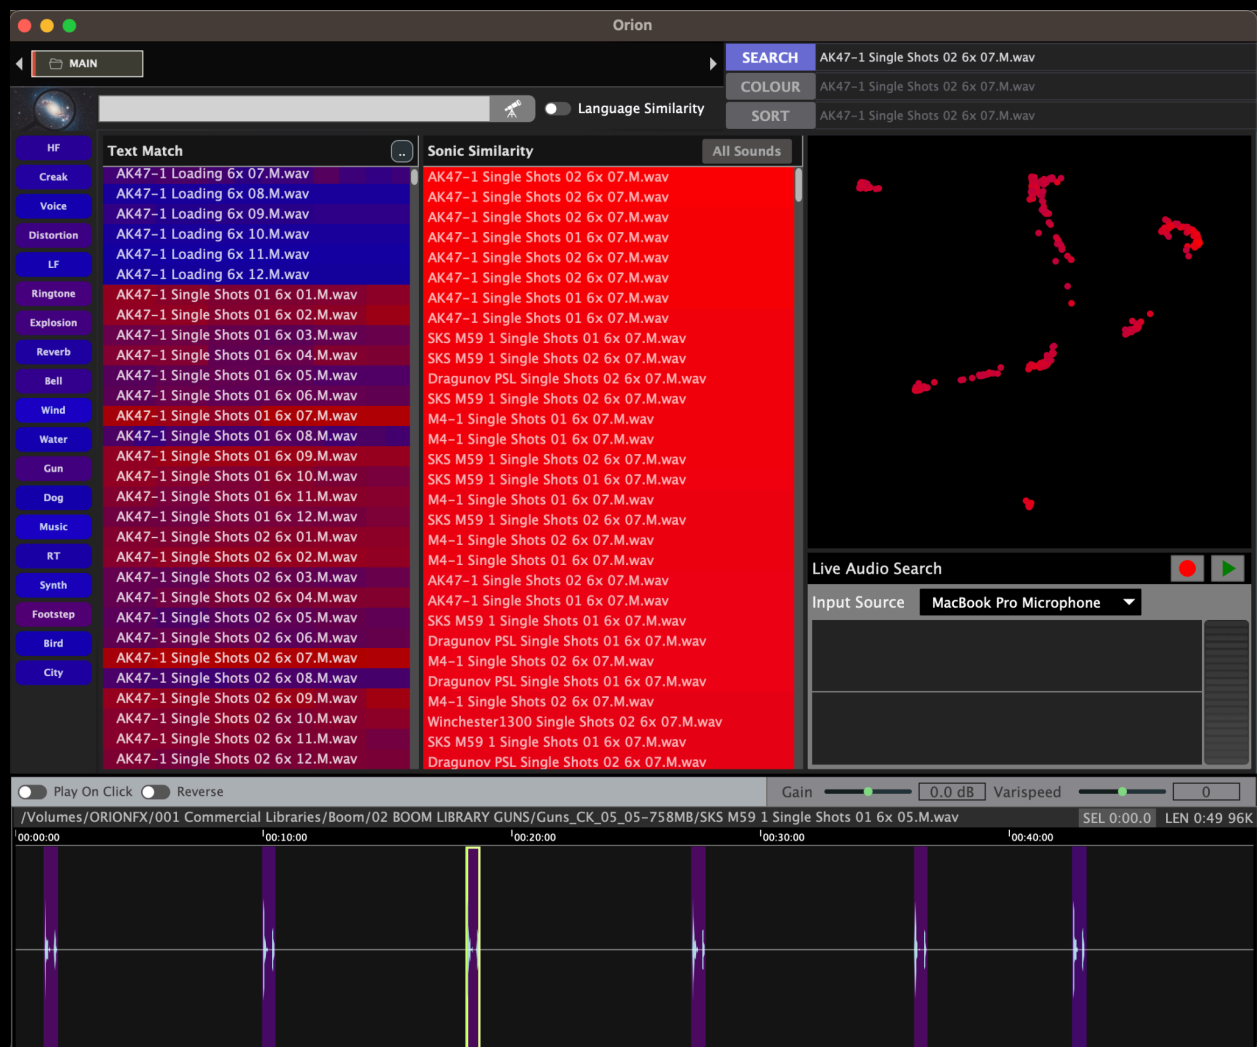 Orion
MAIN
SEARCH AK47-1 Single Shots 02 6x 07.M.wav
COLOUR AK47-1 Single Shots 02 6x 07.M.wav
SORT AK47-1 Single Shots 02 6x 07.M.wav
Language Similarity
HF
Creak
Voice
Distortion
LF
Ringtone
Explosion
Reverb
Bell
Wind
Water
Gun
Dog
Music
RT
Synth
Footstep
Bird
City
Text Match ..
AK47-1 Loading 6x 07.M.wav
AK47-1 Loading 6x 08.M.wav
AK47-1 Loading 6x 09.M.wav
AK47-1 Loading 6x 10.M.wav
AK47-1 Loading 6x 11.M.wav
AK47-1 Loading 6x 12.M.wav
AK47-1 Single Shots 01 6x 01.M.wav
AK47-1 Single Shots 01 6x 02.M.wav
AK47-1 Single Shots 01 6x 03.M.wav
AK47-1 Single Shots 01 6x 04.M.wav
AK47-1 Single Shots 01 6x 05.M.wav
AK47-1 Single Shots 01 6x 06.M.wav
AK47-1 Single Shots 01 6x 07.M.wav
AK47-1 Single Shots 01 6x 08.M.wav
AK47-1 Single Shots 01 6x 09.M.wav
AK47-1 Single Shots 01 6x 10.M.wav
AK47-1 Single Shots 01 6x 11.M.wav
AK47-1 Single Shots 01 6x 12.M.wav
AK47-1 Single Shots 02 6x 01.M.wav
AK47-1 Single Shots 02 6x 02.M.wav
AK47-1 Single Shots 02 6x 03.M.wav
AK47-1 Single Shots 02 6x 04.M.wav
AK47-1 Single Shots 02 6x 05.M.wav
AK47-1 Single Shots 02 6x 06.M.wav
AK47-1 Single Shots 02 6x 07.M.wav
AK47-1 Single Shots 02 6x 08.M.wav
AK47-1 Single Shots 02 6x 09.M.wav
AK47-1 Single Shots 02 6x 10.M.wav
AK47-1 Single Shots 02 6x 11.M.wav
AK47-1 Single Shots 02 6x 12.M.wav
Sonic Similarity All Sounds
AK47-1 Single Shots 02 6x 07.M.wav
AK47-1 Single Shots 02 6x 07.M.wav
AK47-1 Single Shots 02 6x 07.M.wav
AK47-1 Single Shots 01 6x 07.M.wav
AK47-1 Single Shots 02 6x 07.M.wav
AK47-1 Single Shots 02 6x 07.M.wav
AK47-1 Single Shots 01 6x 07.M.wav
AK47-1 Single Shots 01 6x 07.M.wav
SKS M59 1 Single Shots 01 6x 07.M.wav
SKS M59 1 Single Shots 02 6x 07.M.wav
Dragunov PSL Single Shots 02 6x 07.M.wav
SKS M59 1 Single Shots 02 6x 07.M.wav
M4-1 Single Shots 01 6x 07.M.wav
M4-1 Single Shots 01 6x 07.M.wav
SKS M59 1 Single Shots 02 6x 07.M.wav
SKS M59 1 Single Shots 01 6x 07.M.wav
M4-1 Single Shots 01 6x 07.M.wav
SKS M59 1 Single Shots 02 6x 07.M.wav
M4-1 Single Shots 02 6x 07.M.wav
M4-1 Single Shots 01 6x 07.M.wav
AK47-1 Single Shots 02 6x 07.M.wav
AK47-1 Single Shots 01 6x 07.M.wav
SKS M59 1 Single Shots 01 6x 07.M.wav
Dragunov PSL Single Shots 01 6x 07.M.wav
M4-1 Single Shots 02 6x 07.M.wav
Dragunov PSL Single Shots 01 6x 07.M.wav
M4-1 Single Shots 02 6x 07.M.wav
Winchester1300 Single Shots 02 6x 07.M.wav
SKS M59 1 Single Shots 01 6x 07.M.wav
Dragunov PSL Single Shots 02 6x 07.M.wav
Live Audio Search
Input Source MacBook Pro Microphone
Play On Click Reverse Gain 0.0 dB Varispeed 0
/Volumes/ORIONFX/001 Commercial Libraries/Boom/02 BOOM LIBRARY GUNS/Guns_CK_05_05-758MB/SKS M59 1 Single Shots 01 6x 05.M.wav SEL 0:00.0 LEN 0:49 96K
00:00:00 00:10:00 00:20:00 00:30:00 00:40:00